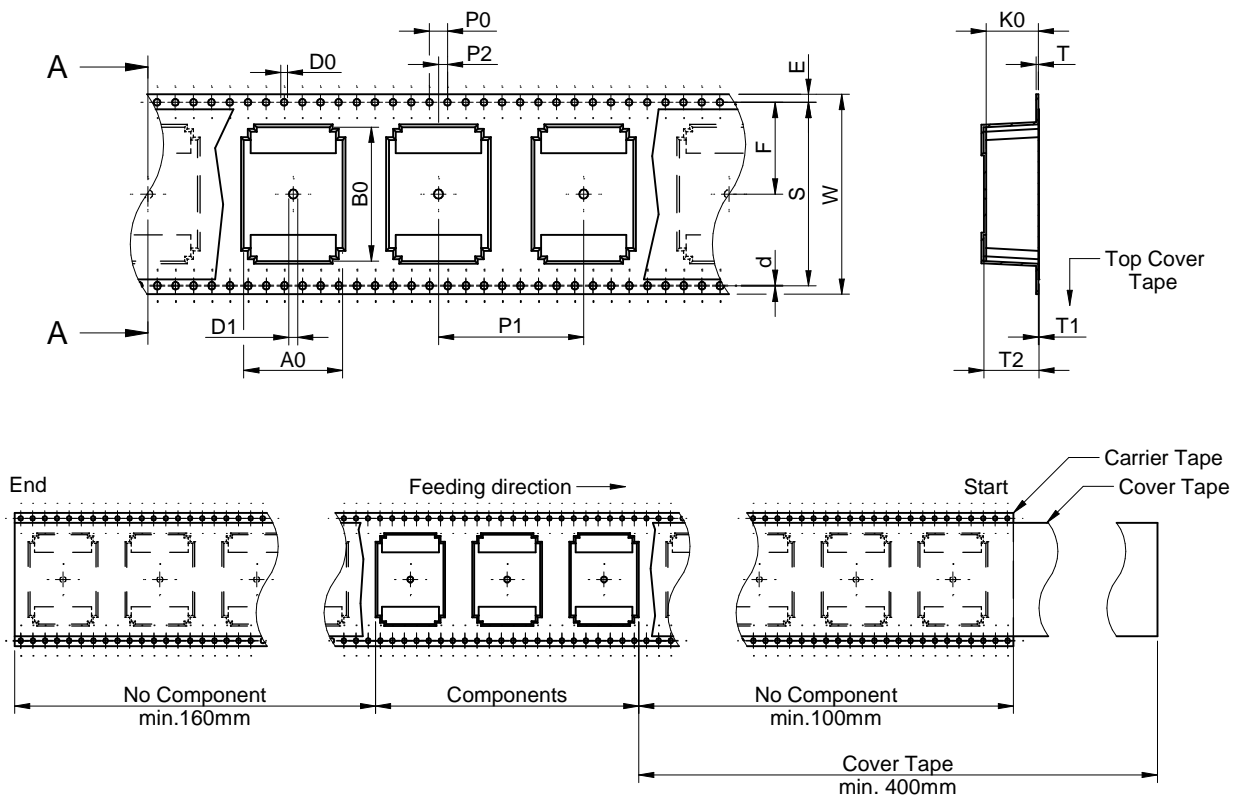 P0
K0
A
D0
P2
E
T
F
S
W
B0
d
Top Cover
Tape
A
D1
P1
T1
A0
T2
Carrier Tape
End
Feeding direction
Start
Cover Tape
No Component
min.160mm
Components
No Component
min.100mm
Cover Tape
min. 400mm